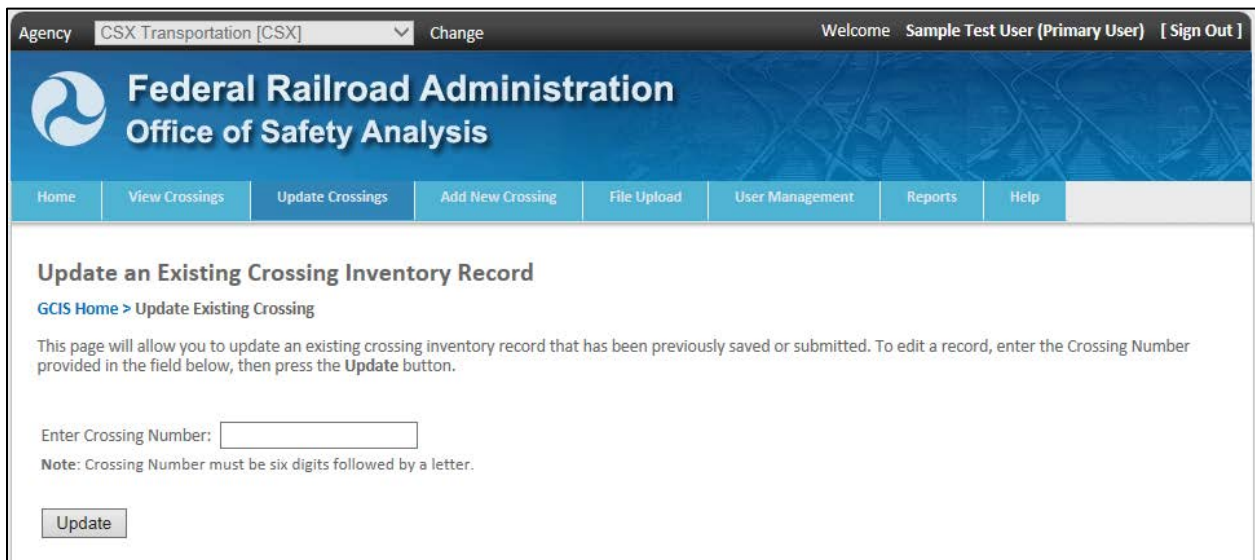 Agency CSX Transportation [CSX] Change Welcome Sample Test User (Primary User) [ Sign Out ]
Federal Railroad Administration
Office of Safety Analysis
Home View Crossings Update Crossings Add New Crossing File Upload User Management Reports Help
Update an Existing Crossing Inventory Record
GCIS Home > Update Existing Crossing
This page will allow you to update an existing crossing inventory record that has been previously saved or submitted. To edit a record, enter the Crossing Number
provided in the field below, then press the Update button.
Enter Crossing Number:
Note: Crossing Number must be six digits followed by a letter.
Update